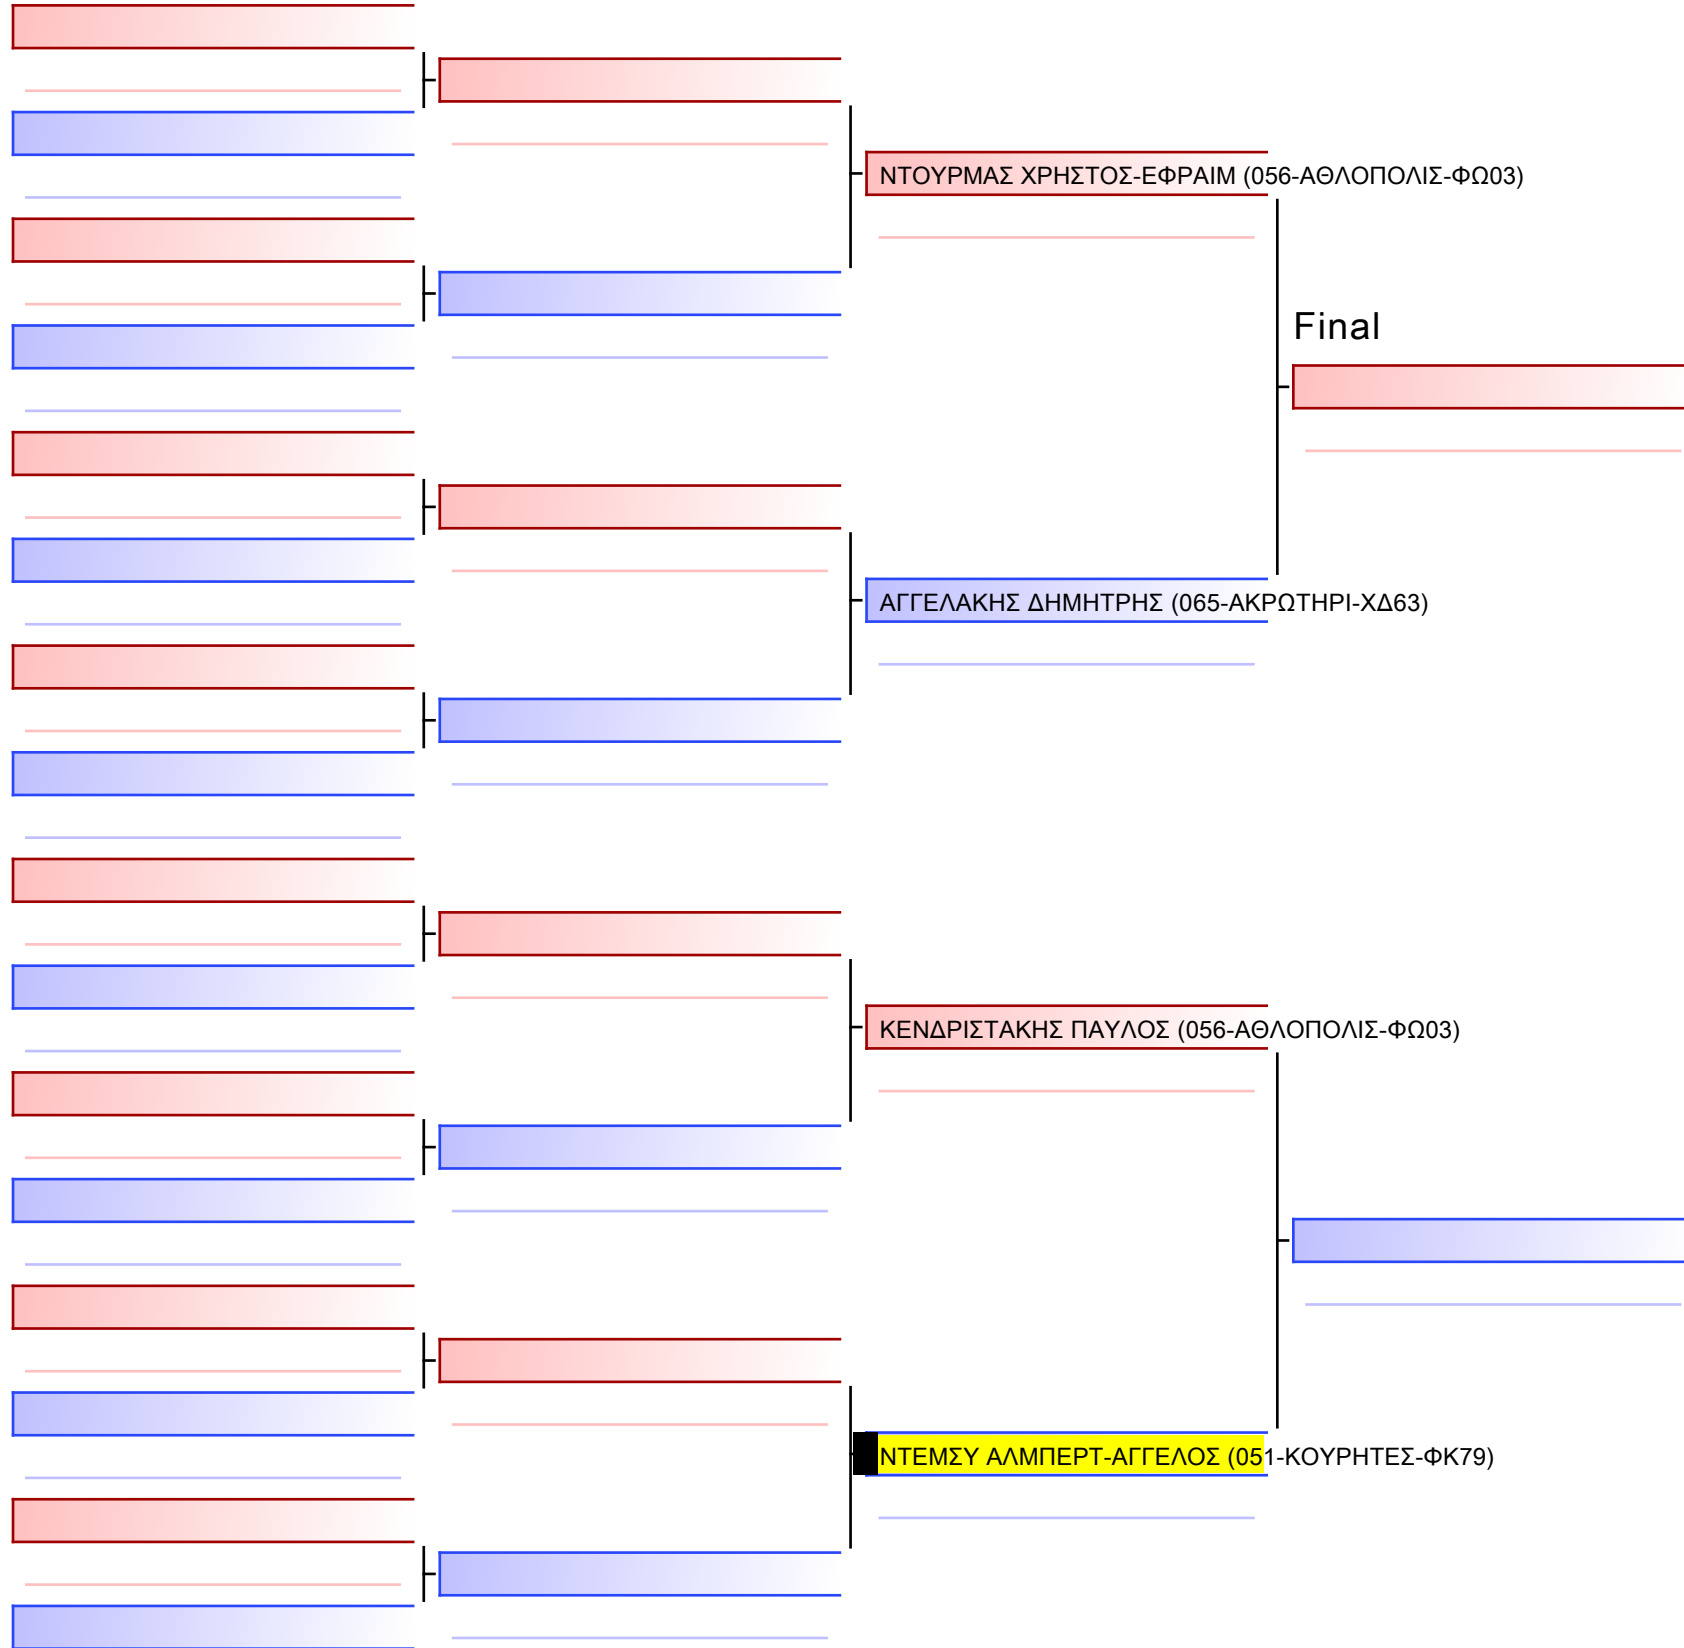 ΝΤΟΥΡΜΑΣ ΧΡΗΣΤΟΣ-ΕΦΡΑΙΜ (056-ΑΘΛΟΠΟΛΙΣ-ΦΩ03)
Final
ΑΓΓΕΛΑΚΗΣ ΔΗΜΗΤΡΗΣ (065-ΑΚΡΩΤΗΡΙ-ΧΔ63)
ΚΕΝΔΡΙΣΤΑΚΗΣ ΠΑΥΛΟΣ (056-ΑΘΛΟΠΟΛΙΣ-ΦΩ03)
ΝΤΕΜΣΥ ΑΛΜΠΕΡΤ-ΑΓΓΕΛΟΣ (051-ΚΟΥΡΗΤΕΣ-ΦΚ79)